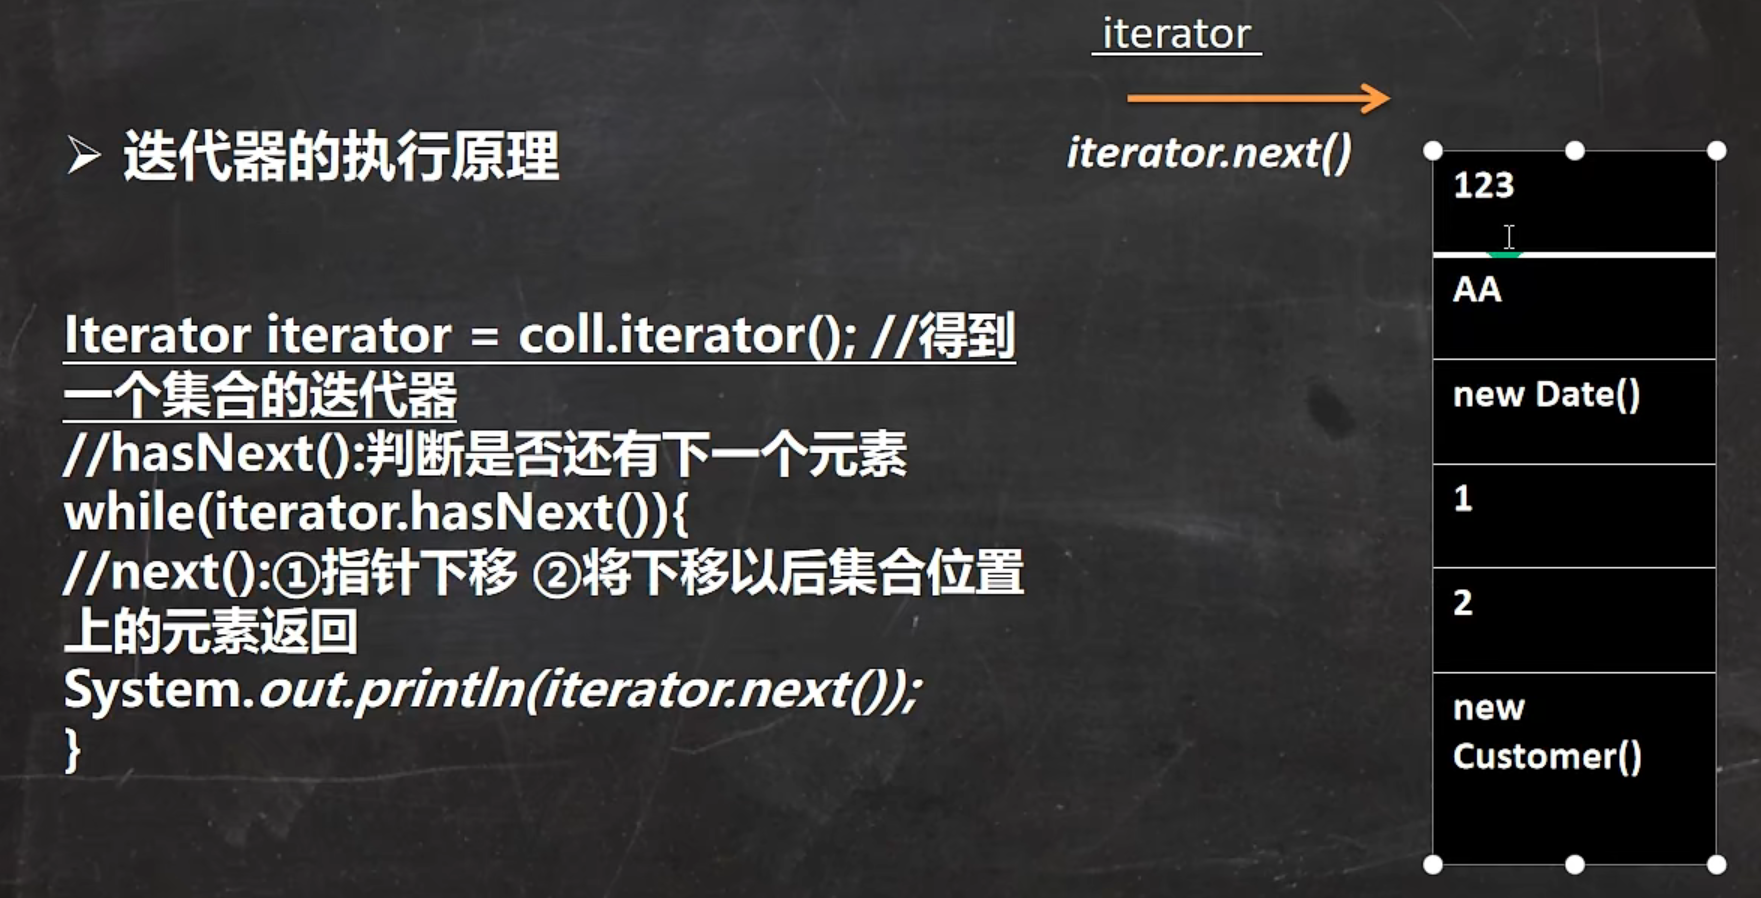 iterator
iterator.next()
➢ 迭代器的执行原理
Iterator iterator = coll.iterator(); //得到
一个集合的迭代器
//hasNext():判断是否还有下一个元素
while(iterator.hasNext()){
//next():①指针下移 ②将下移以后集合位置
上的元素返回
System.out.println(iterator.next());
}
123
AA
new Date()
1
2
new
Customer()